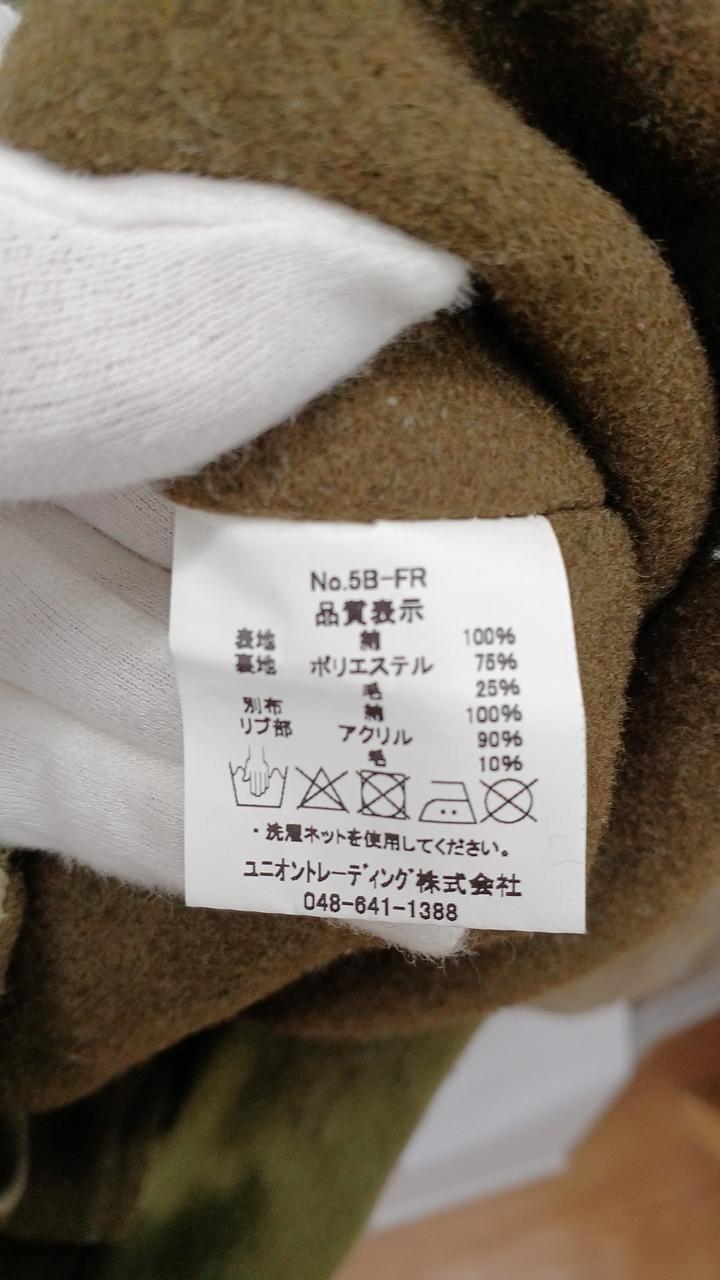 No.5B-FR
品質表示
表地 綿 100%
裏地 ポリエステル 75%
毛 25%
別布 綿 100%
リブ部 アクリル 90%
毛 10%
・洗濯ネットを使用してください。
ユニオントレーディング株式会社
048-641-1388